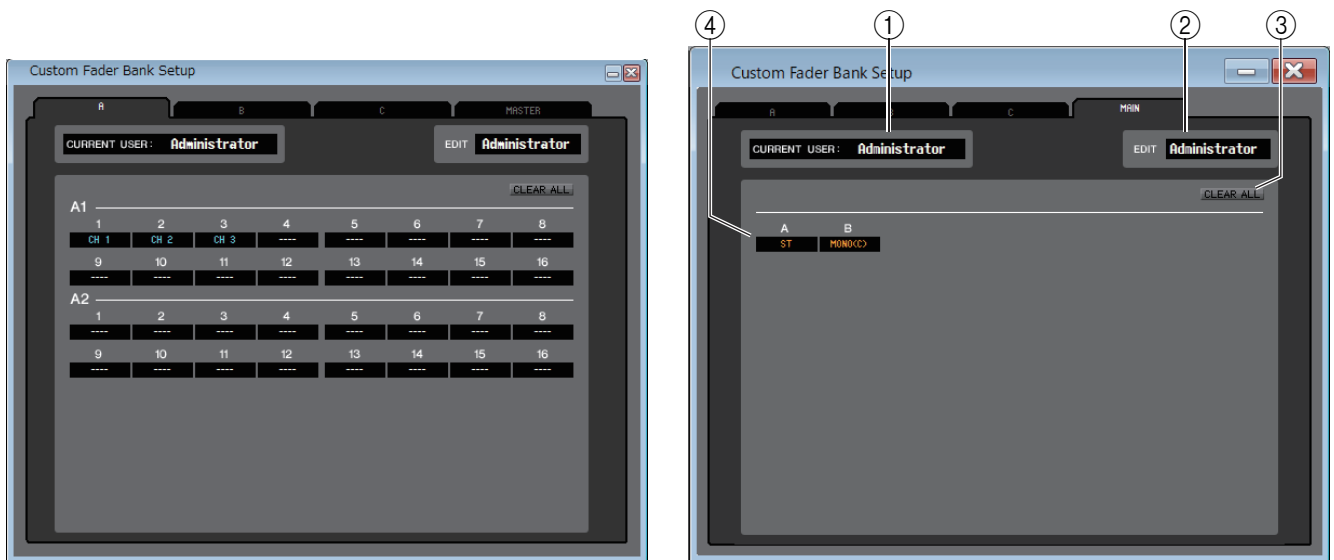 Custom Fader Bank Setup
A B C MASTER
CURRENT USER: Administrator EDIT Administrator
CLEAR ALL
A1
1 2 3 4 5 6 7 8
CH 1 CH 2 CH 3 ---- ---- ---- ---- ----
9 10 11 12 13 14 15 16
---- ---- ---- ---- ---- ---- ---- ----
A2
1 2 3 4 5 6 7 8
---- ---- ---- ---- ---- ---- ---- ----
9 10 11 12 13 14 15 16
---- ---- ---- ---- ---- ---- ---- ----
④ ① ② ③
Custom Fader Bank Setup
A B C MAIN
CURRENT USER: Administrator EDIT Administrator
CLEAR ALL
A B
ST MONO(C)